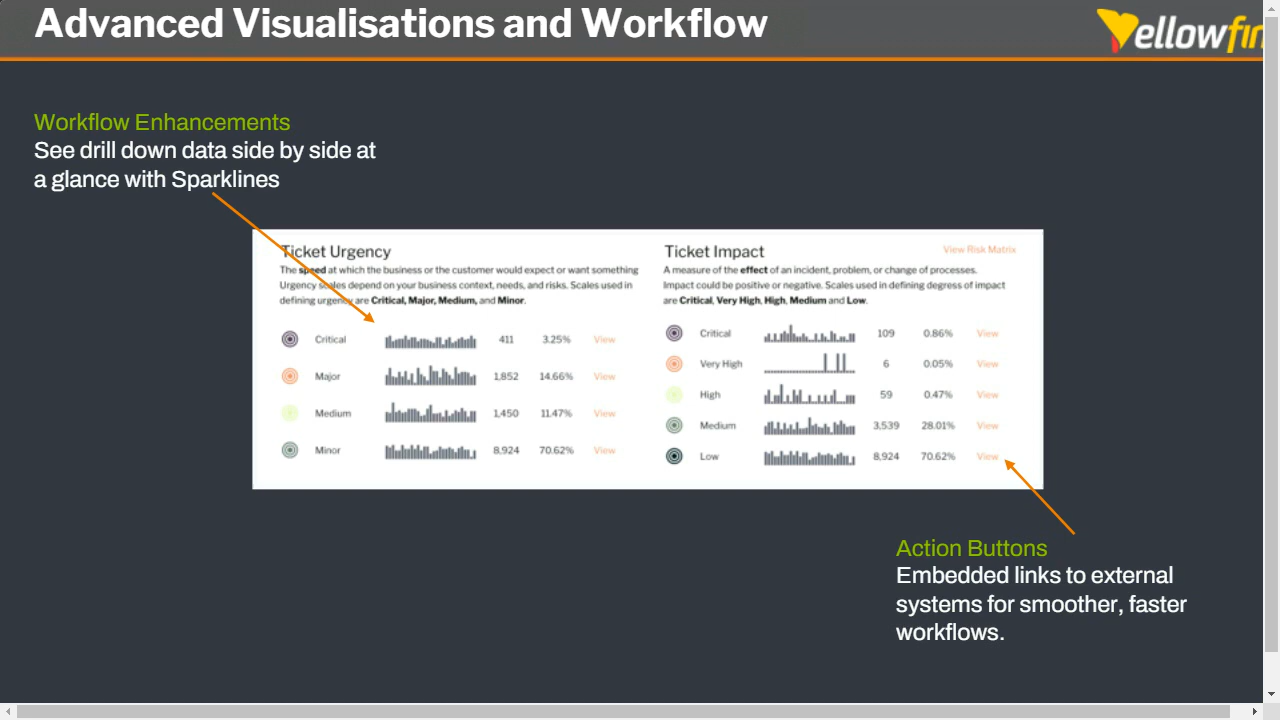 Advanced Visualisations and Workflow
Yellowfin
Workflow Enhancements
See drill down data side by side at
a glance with Sparklines
Ticket Urgency
The speed at which the business or the customer would expect or want something
Urgency scales depend on your business context, needs, and risks. Scales used in
defining urgency are Critical, Major, Medium, and Minor.
Critical 411 3.25% View
Major 1,852 14.66% View
Medium 1,450 11.47% View
Minor 8,924 70.62% View
Ticket Impact
View Risk Matrix
A measure of the effect of an incident, problem, or change of processes.
Impact could be positive or negative. Scales used in defining degress of impact
are Critical, Very High, High, Medium and Low.
Critical 109 0.86% View
Very High 6 0.05% View
High 59 0.47% View
Medium 3,539 28.01% View
Low 8,924 70.62% View
Action Buttons
Embedded links to external
systems for smoother, faster
workflows.